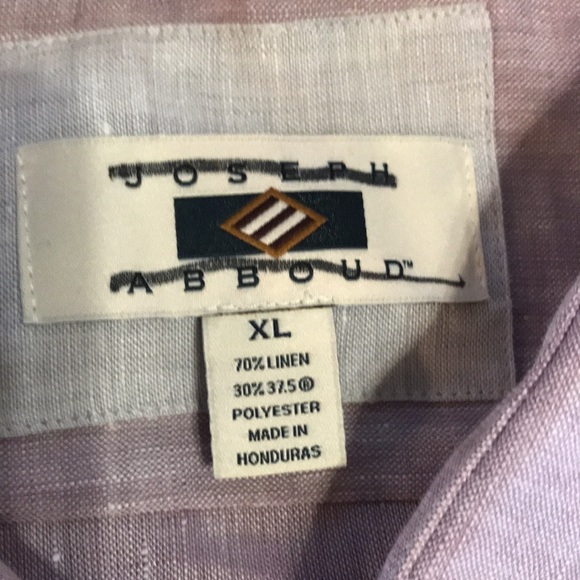 JOSEPH
ABBOUD™
XL
70% LINEN
30% 37.5®
POLYESTER
MADE IN
HONDURAS